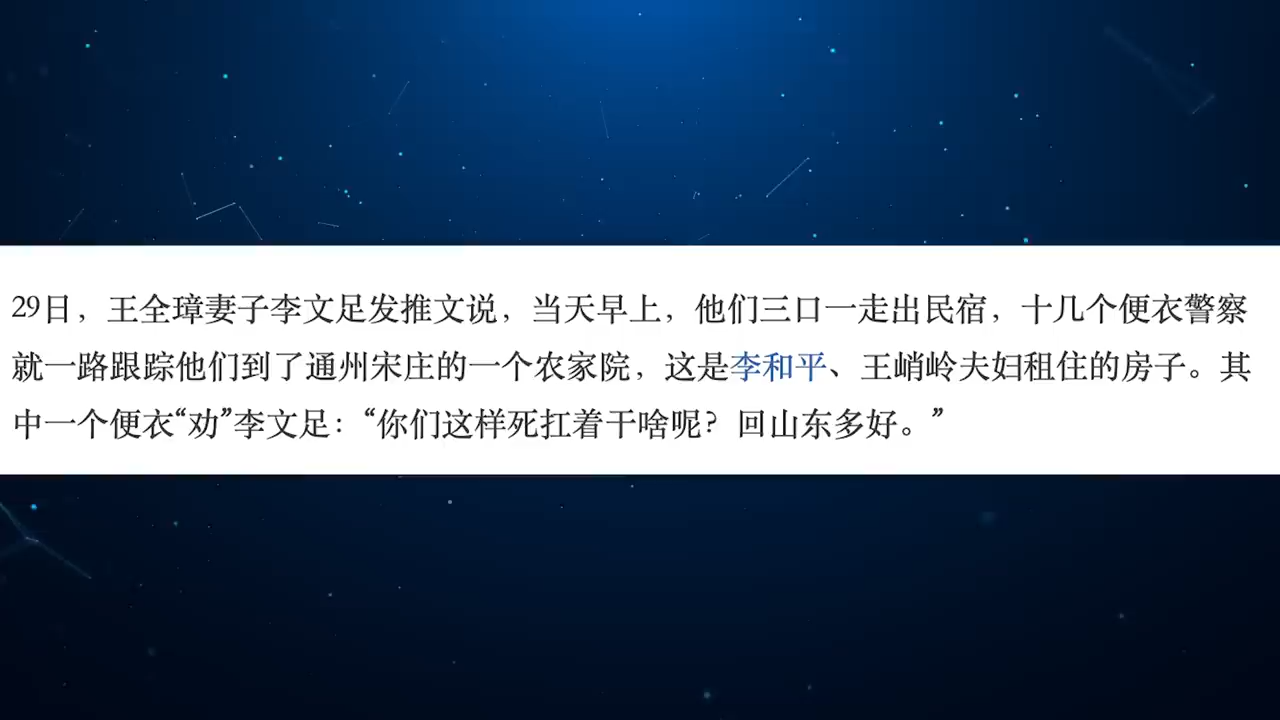 29日，王全璋妻子李文足发推文说，当天早上，他们三口一走出民宿，十几个便衣警察
就一路跟踪他们到了通州宋庄的一个农家院，这是李和平、王峭岭夫妇租住的房子。其
中一个便衣“劝”李文足：“你们这样死扛着干啥呢？回山东多好。”